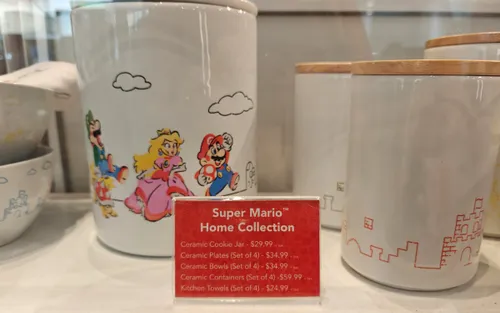 Super Mario™
Home Collection
Ceramic Cookie Jar - $29.99
Ceramic Plates (Set of 4) - $34.99
Ceramic Bowls (Set of 4) - $34.99
Ceramic Containers (Set of 4) -$59.99
Kitchen Towels (Set of 4) - $24.99